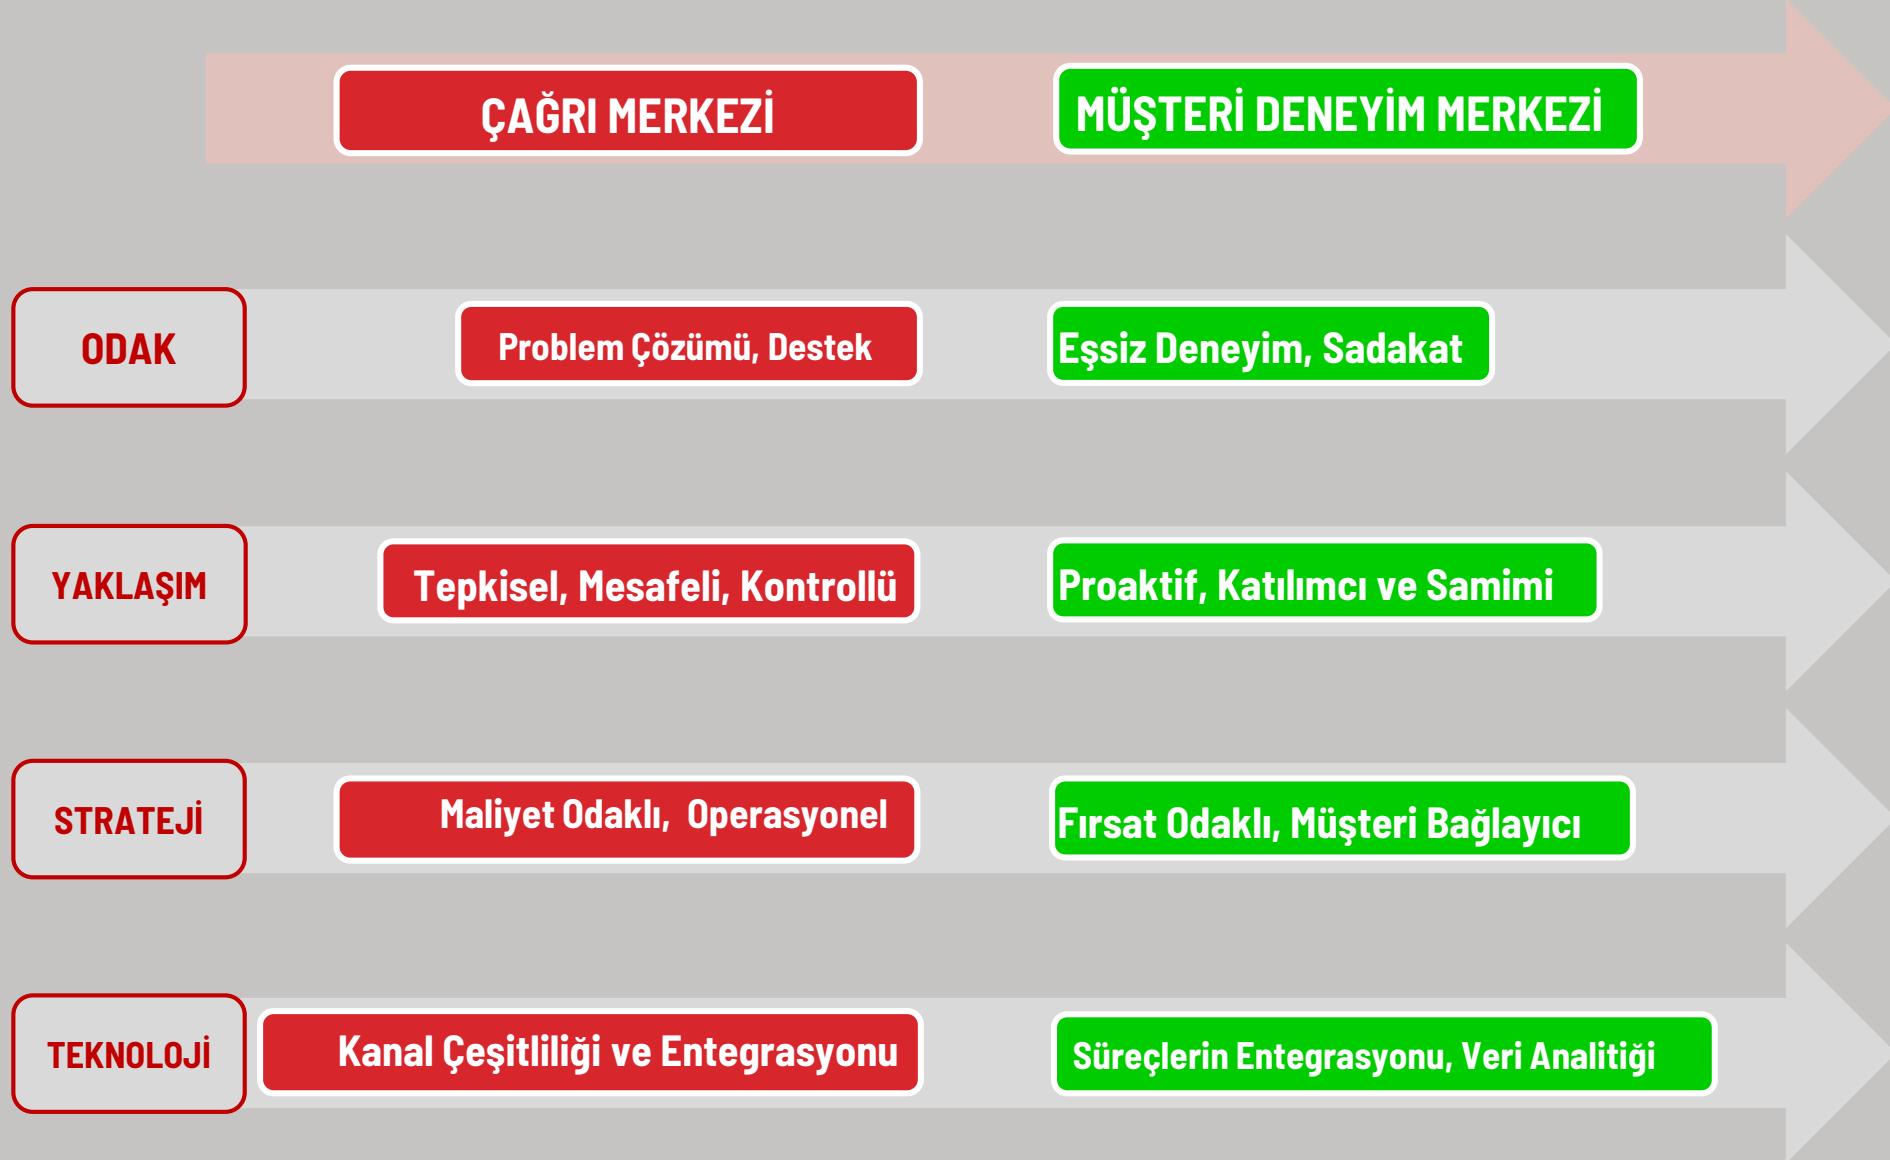 ÇAĞRI MERKEZİ
MÜŞTERİ DENEYİM MERKEZİ
ODAK
Problem Çözümü, Destek
Eşsiz Deneyim, Sadakat
YAKLAŞIM
Tepkisel, Mesafeli, Kontrollü
Proaktif, Katılımcı ve Samimi
STRATEJİ
Maliyet Odaklı, Operasyonel
Fırsat Odaklı, Müşteri Bağlayıcı
TEKNOLOJİ
Kanal Çeşitliliği ve Entegrasyonu
Süreçlerin Entegrasyonu, Veri Analitiği